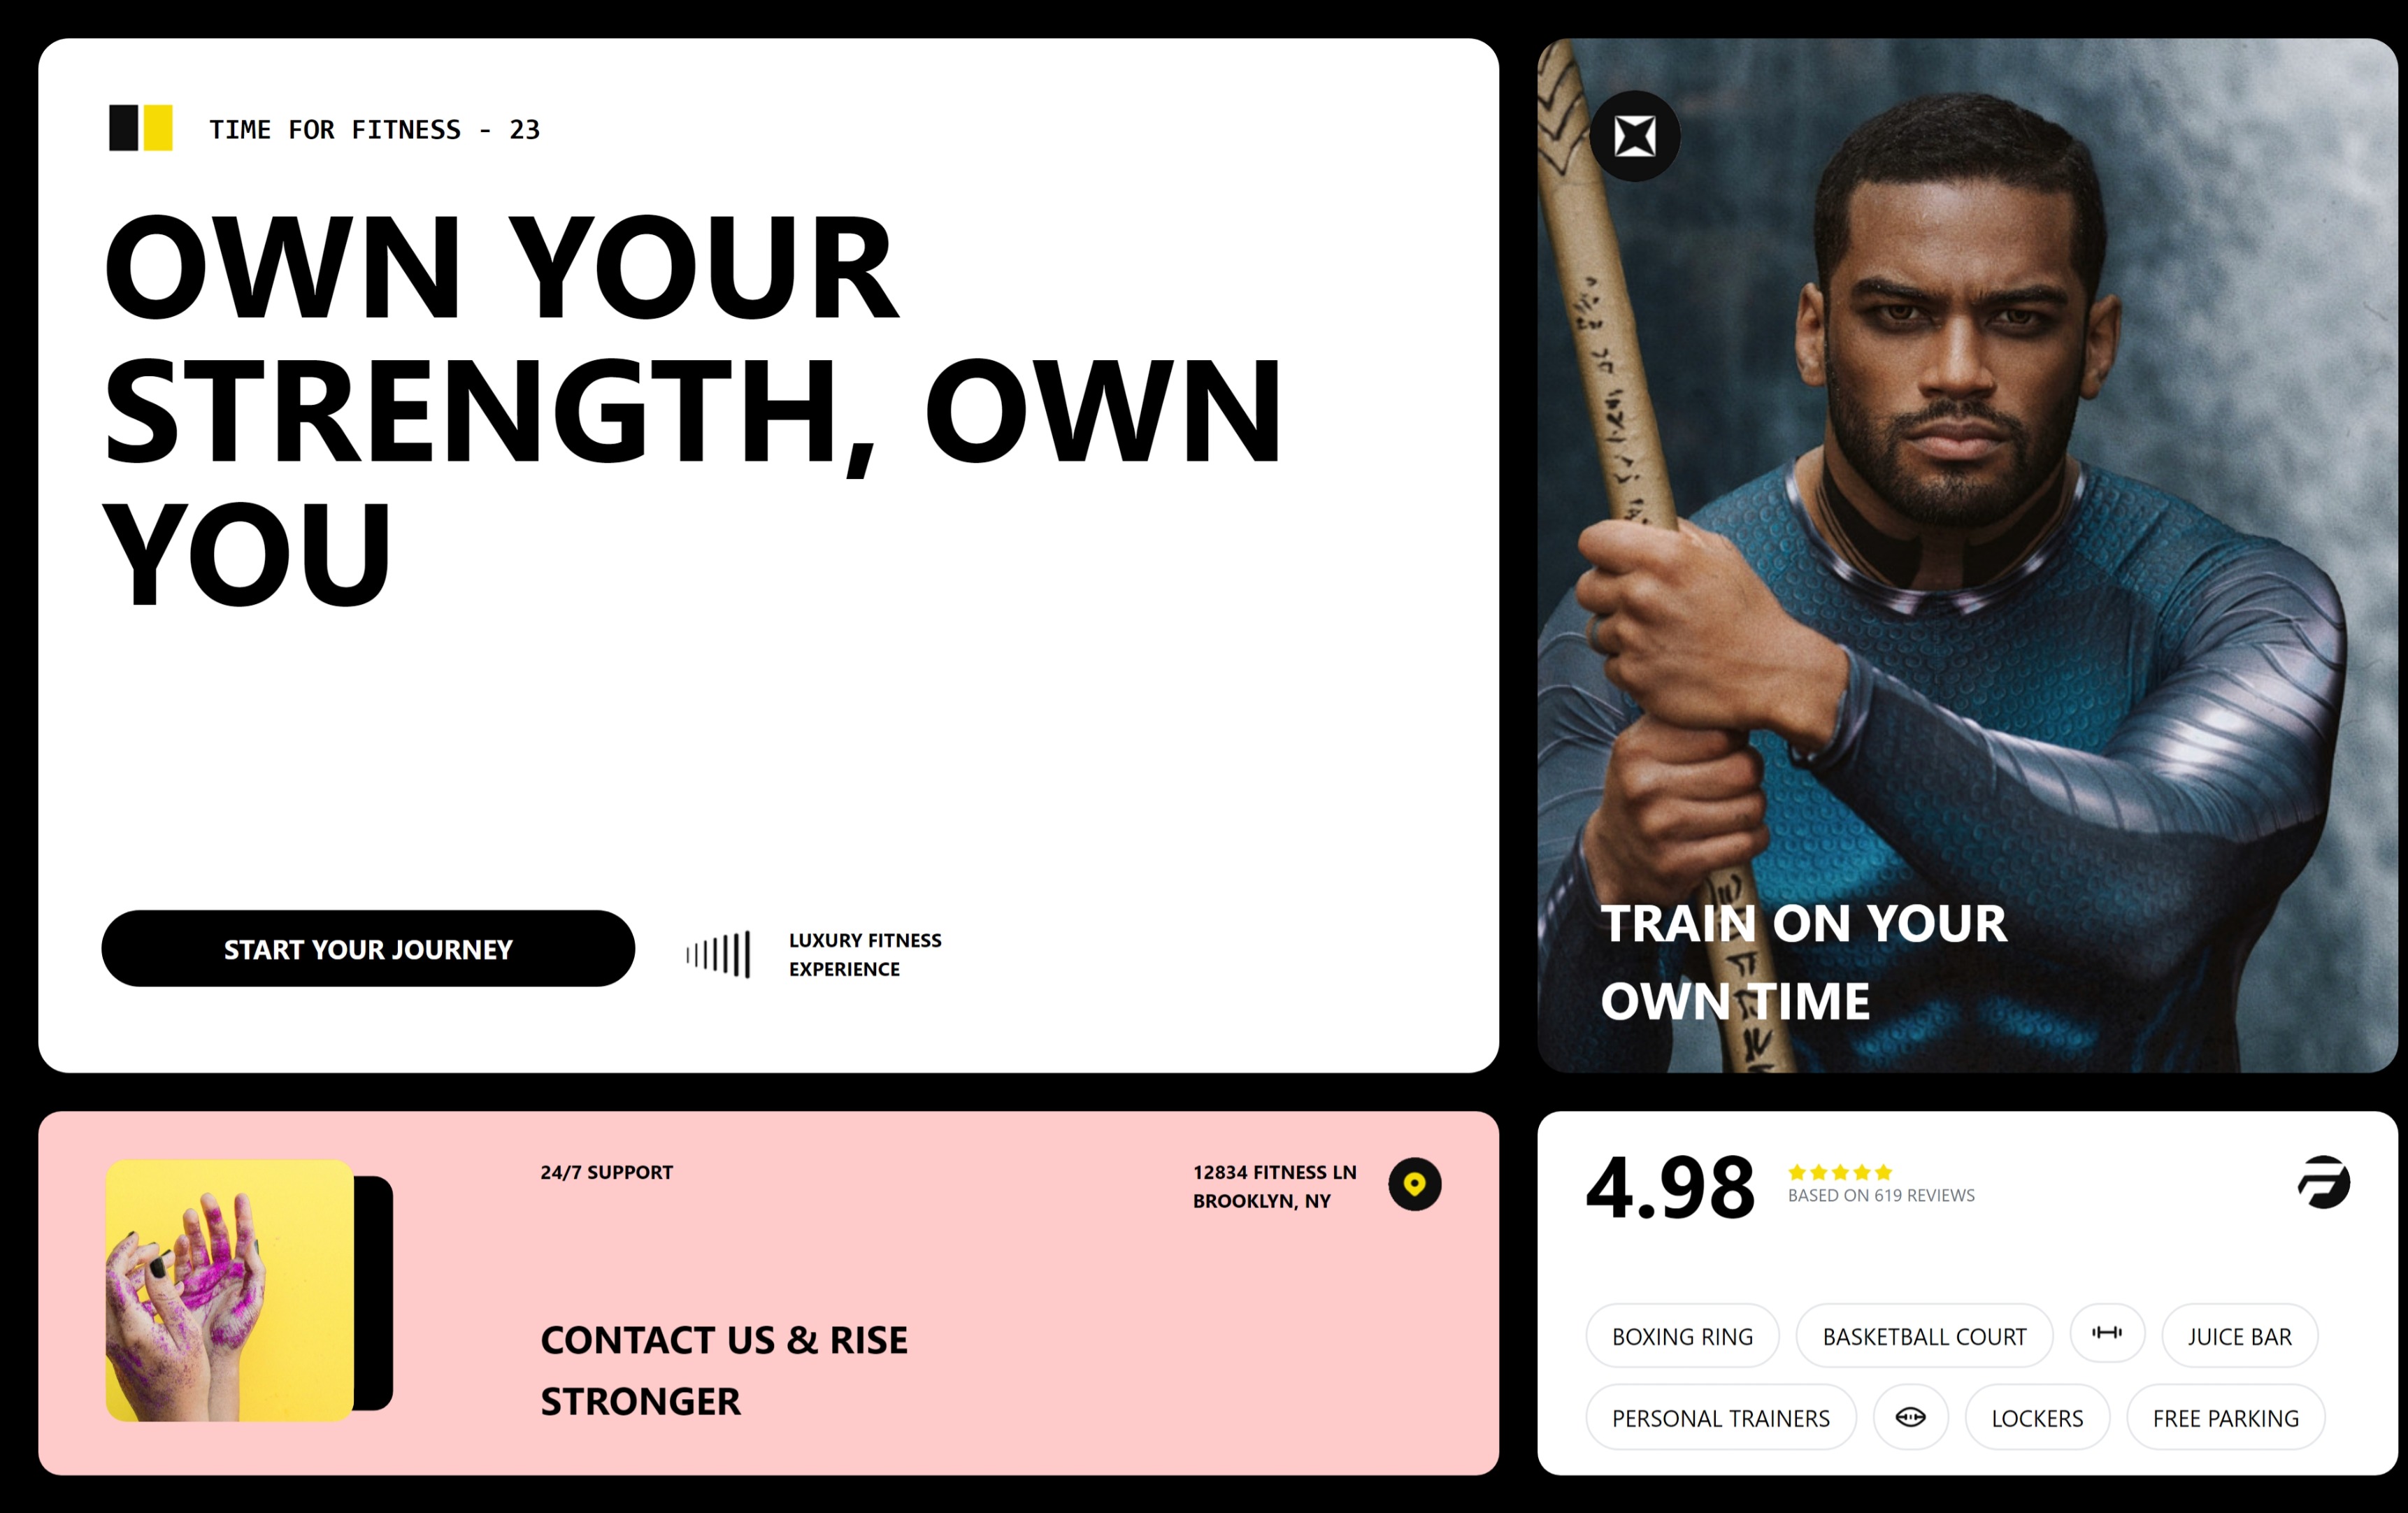 TIME FOR FITNESS - 23
OWN YOUR
STRENGTH, OWN
YOU
START YOUR JOURNEY
LUXURY FITNESS
EXPERIENCE
TRAIN ON YOUR
OWN TIME
24/7 SUPPORT
12834 FITNESS LN
BROOKLYN, NY
CONTACT US & RISE
STRONGER
4.98
BASED ON 619 REVIEWS
BOXING RING
BASKETBALL COURT
JUICE BAR
PERSONAL TRAINERS
LOCKERS
FREE PARKING